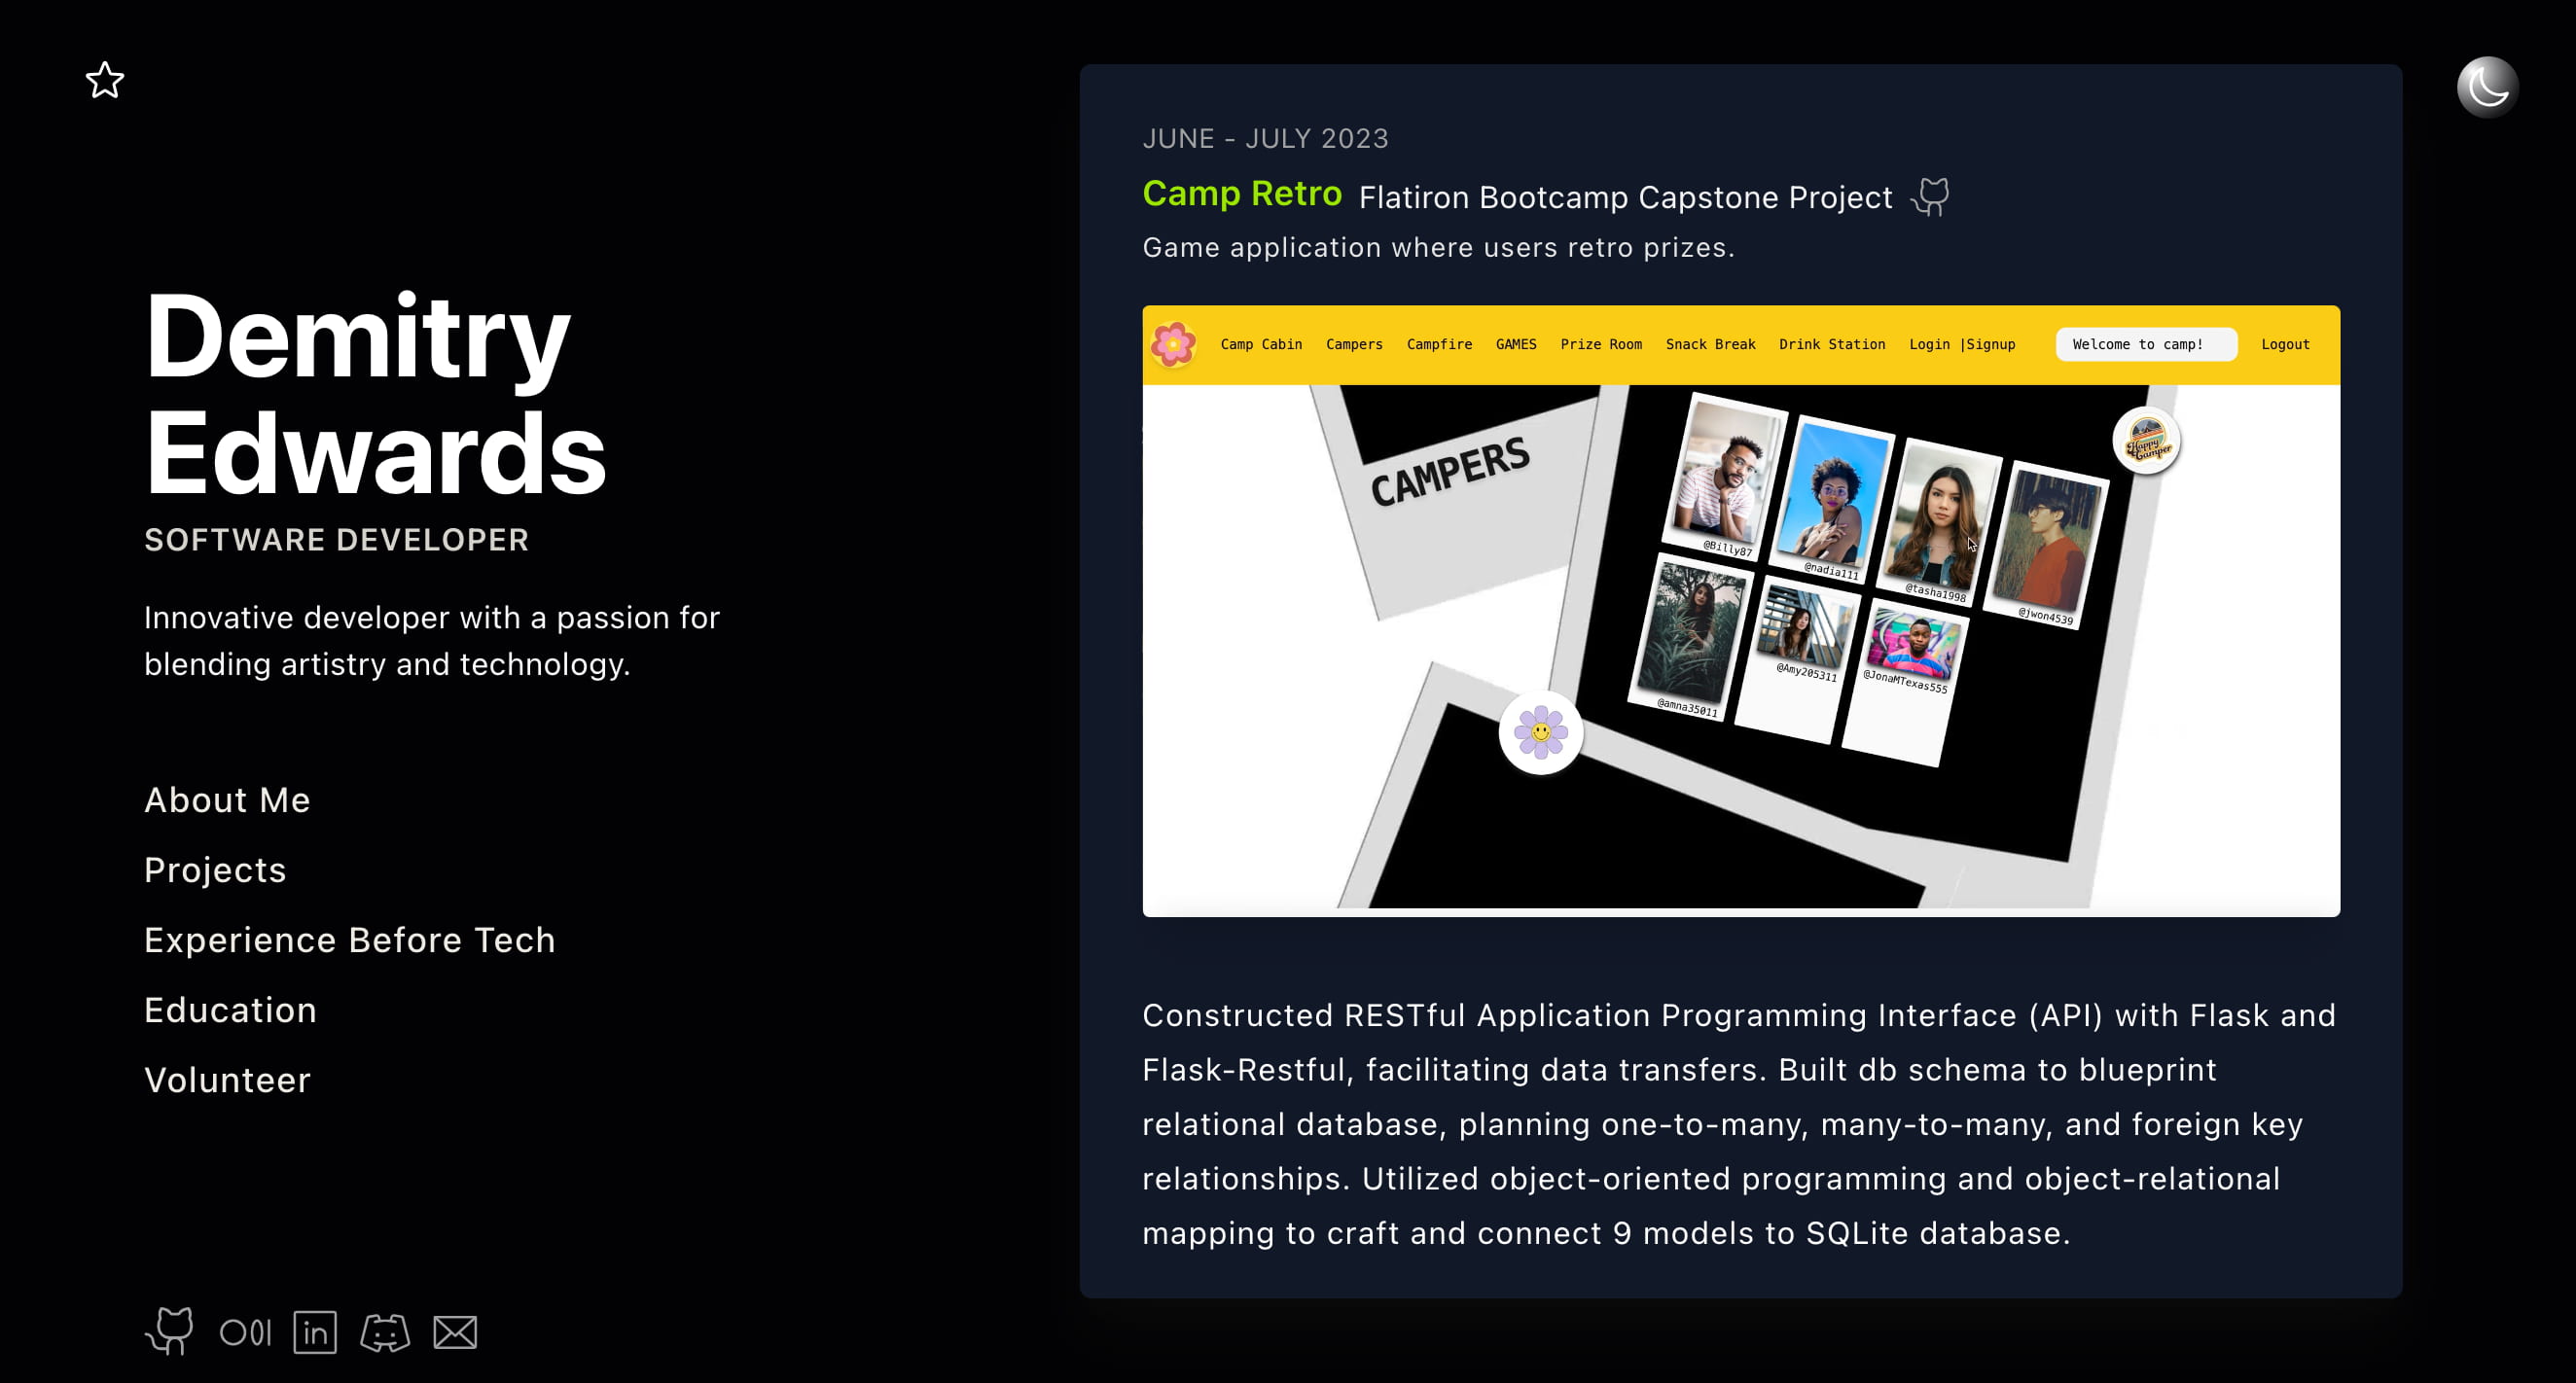 Demitry
Edwards
SOFTWARE DEVELOPER
Innovative developer with a passion for
blending artistry and technology.
About Me
Projects
Experience Before Tech
Education
Volunteer
in
JUNE - JULY 2023
Camp Retro Flatiron Bootcamp Capstone Project
Game application where users retro prizes.
Camp Cabin Campers Campfire GAMES Prize Room Snack Break Drink Station Login |Signup Welcome to camp! Logout
CAMPERS
Happy
Camper
@Billy87
@nadia111
@tasha1998
@jwon4539
@amna35011
@Amy205311
@JonaMTexas555
Constructed RESTful Application Programming Interface (API) with Flask and
Flask-Restful, facilitating data transfers. Built db schema to blueprint
relational database, planning one-to-many, many-to-many, and foreign key
relationships. Utilized object-oriented programming and object-relational
mapping to craft and connect 9 models to SQLite database.